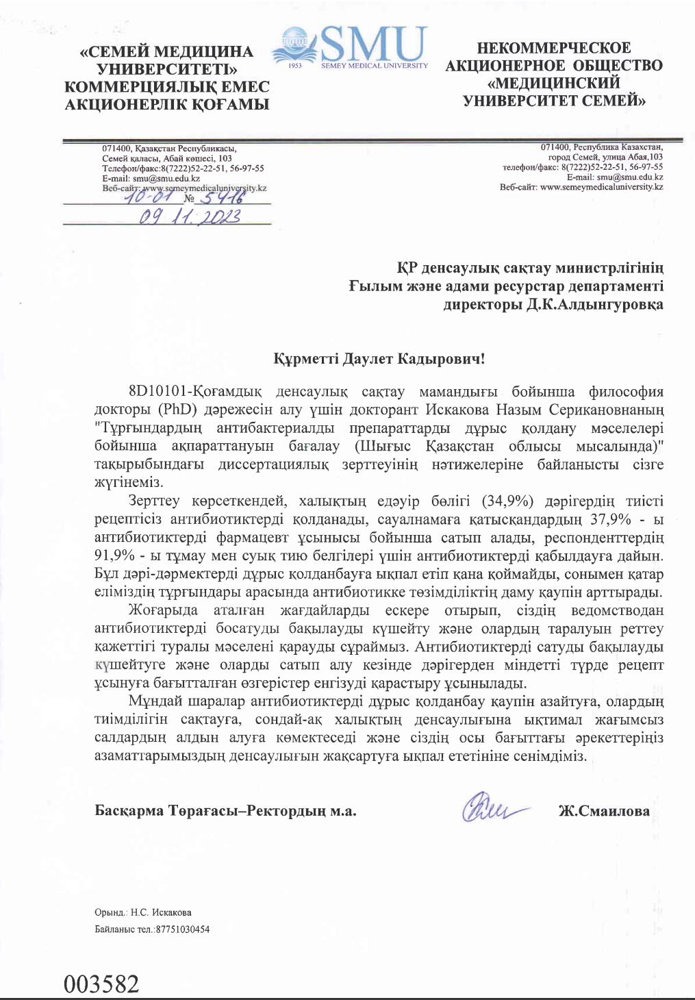 «СЕМЕЙ МЕДИЦИНА
УНИВЕРСИТЕТІ»
КОММЕРЦИЯЛЫҚ ЕМЕС
АКЦИОНЕРЛІК ҚОҒАМЫ
SMU
1953 SEMEY MEDICAL UNIVERSITY
НЕКОММЕРЧЕСКОЕ
АКЦИОНЕРНОЕ ОБЩЕСТВО
«МЕДИЦИНСКИЙ
УНИВЕРСИТЕТ СЕМЕЙ»
071400, Қазақстан Республикасы,
Семей қаласы, Абай көшесі, 103
Телефон/факс:8(7222)52-22-51, 56-97-55
E-mail: smu@smu.edu.kz
Веб-сайт: www.semeymedicaluniversity.kz
10-01 № 5416
09 11. 2023
071400, Республика Казахстан,
город Семей, улица Абая,103
телефон/факс: 8(7222)52-22-51, 56-97-55
E-mail: smu@smu.edu.kz
Веб-сайт: www.semeymedicaluniversity.kz
ҚР денсаулық сақтау министрлігінің
Ғылым және адами ресурстар департаменті
директоры Д.К.Алдынгуровқа
Құрметті Даулет Кадырович!
8D10101-Қоғамдық денсаулық сақтау мамандығы бойынша философия
докторы (PhD) дәрежесін алу үшін докторант Искакова Назым Серикановнаның
"Тұрғындардың антибактериалды препараттарды дұрыс қолдану мәселелері
бойынша ақпараттануын бағалау (Шығыс Қазақстан облысы мысалында)"
тақырыбындағы диссертациялық зерттеуінің нәтижелеріне байланысты сізге
жүгінеміз.
Зерттеу көрсеткендей, халықтың едәуір бөлігі (34,9%) дәрігердің тиісті
рецептісіз антибиотиктерді қолданады, сауалнамаға қатысқандардың 37,9% - ы
антибиотиктерді фармацевт ұсынысы бойынша сатып алады, респонденттердің
91,9% - ы тұмау мен суық тию белгілері үшін антибиотиктерді қабылдауға дайын.
Бұл дәрі-дәрмектерді дұрыс қолданбауға ықпал етіп қана қоймайды, сонымен қатар
еліміздің тұрғындары арасында антибиотикке төзімділіктің даму қаупін арттырады.
Жоғарыда аталған жағдайларды ескере отырып, сіздің ведомстводан
антибиотиктерді босатуды бақылауды күшейту және олардың таралуын реттеу
қажеттігі туралы мәселені қарауды сұраймыз. Антибиотиктерді сатуды бақылауды
күшейтуге және оларды сатып алу кезінде дәрігерден міндетті түрде рецепт
ұсынуға бағытталған өзгерістер енгізуді қарастыру ұсынылады.
Мұндай шаралар антибиотиктерді дұрыс қолданбау қаупін азайтуға, олардың
тиімділігін сақтауға, сондай-ақ халықтың денсаулығына ықтимал жағымсыз
салдардың алдын алуға көмектеседі және сіздің осы бағыттағы әрекеттеріңіз
азаматтарымыздың денсаулығын жақсартуға ықпал ететініне сенімдіміз.
Басқарма Төрағасы–Ректордың м.а. Ж.Смаилова
Орынд.: Н.С. Искакова
Байланыс тел.:87751030454
003582